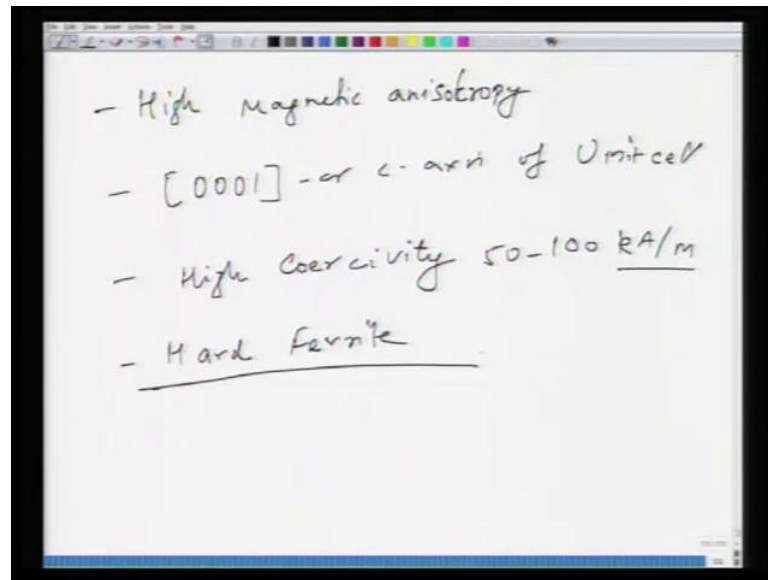 - High Magnetic anisotropy
- [0001] - or c-axis of Unit cell
- High Coercivity 50-100 kA/m
- Hard Ferrite